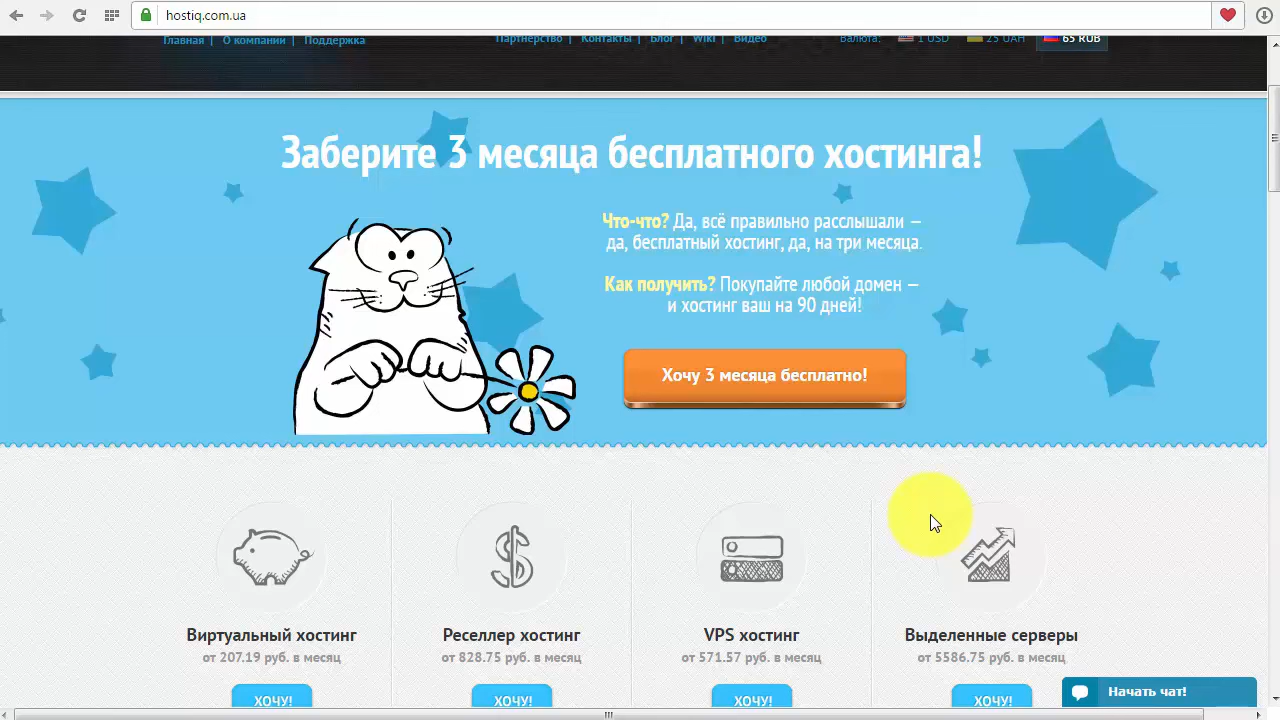 hostiq.com.ua
Главная | О компании | Поддержка
Партнёрство | Контакты | Блог | Wiki | Видео
Валюта: 1 USD 25 UAH 65 RUB
Заберите 3 месяца бесплатного хостинга!
Что-что? Да, всё правильно расслышали —
да, бесплатный хостинг, да, на три месяца.
Как получить? Покупайте любой домен —
и хостинг ваш на 90 дней!
Хочу 3 месяца бесплатно!
Виртуальный хостинг
от 207.19 руб. в месяц
ХОЧУ!
Реселлер хостинг
от 828.75 руб. в месяц
ХОЧУ!
VPS хостинг
от 571.57 руб. в месяц
ХОЧУ!
Выделенные серверы
от 5586.75 руб. в месяц
ХОЧУ!
Начать чат!